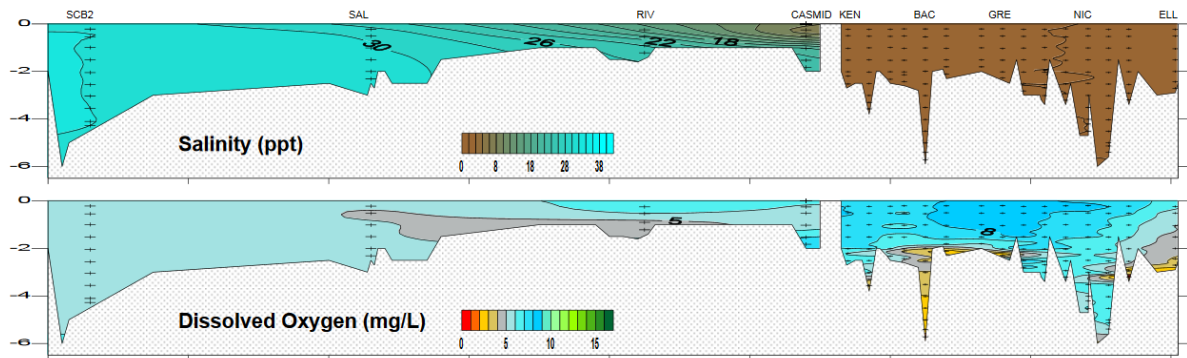 SCB2 SAL RIV CASMID KEN BAC GRE NIC ELL
0
30 26 22 18
-2
-4
Salinity (ppt)
0 8 18 28 38
-6
0
5 8
-2
-4
Dissolved Oxygen (mg/L)
0 5 10 15
-6